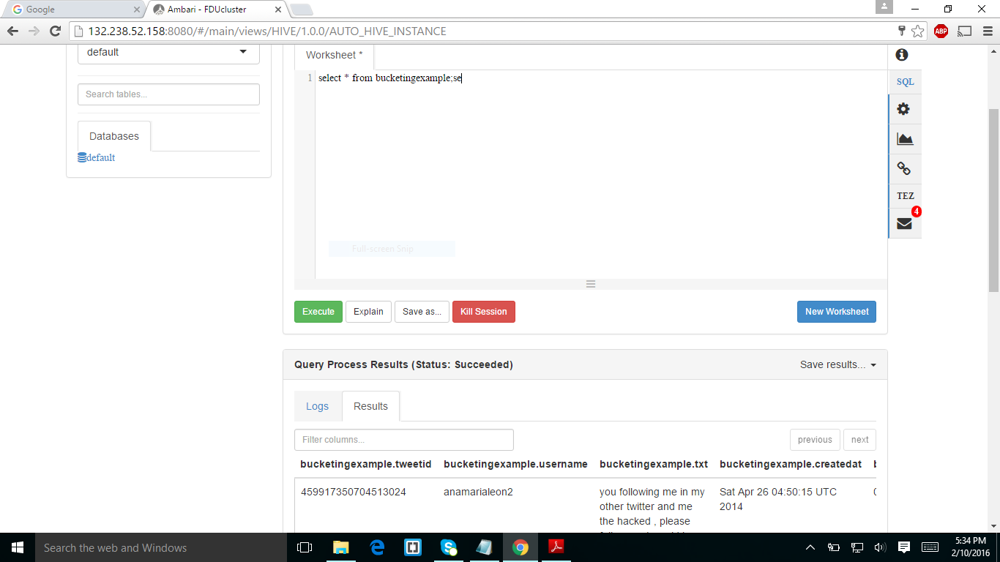 Google
Ambari - FDUcluster
132.238.52.158:8080/#/main/views/HIVE/1.0.0/AUTO_HIVE_INSTANCE
ABP
default
Search tables...
Databases
default
Worksheet *
1 select * from bucketingexample;se
Full-screen Snip
SQL
TEZ
4
Execute Explain Save as... Kill Session New Worksheet
Query Process Results (Status: Succeeded) Save results...
Logs Results
Filter columns... previous next
bucketingexample.tweetid bucketingexample.username bucketingexample.txt bucketingexample.createdat
459917350704513024 anamarialeon2 you following me in my Sat Apr 26 04:50:15 UTC
other twitter and me 2014
the hacked , please
Search the web and Windows
5:34 PM
2/10/2016